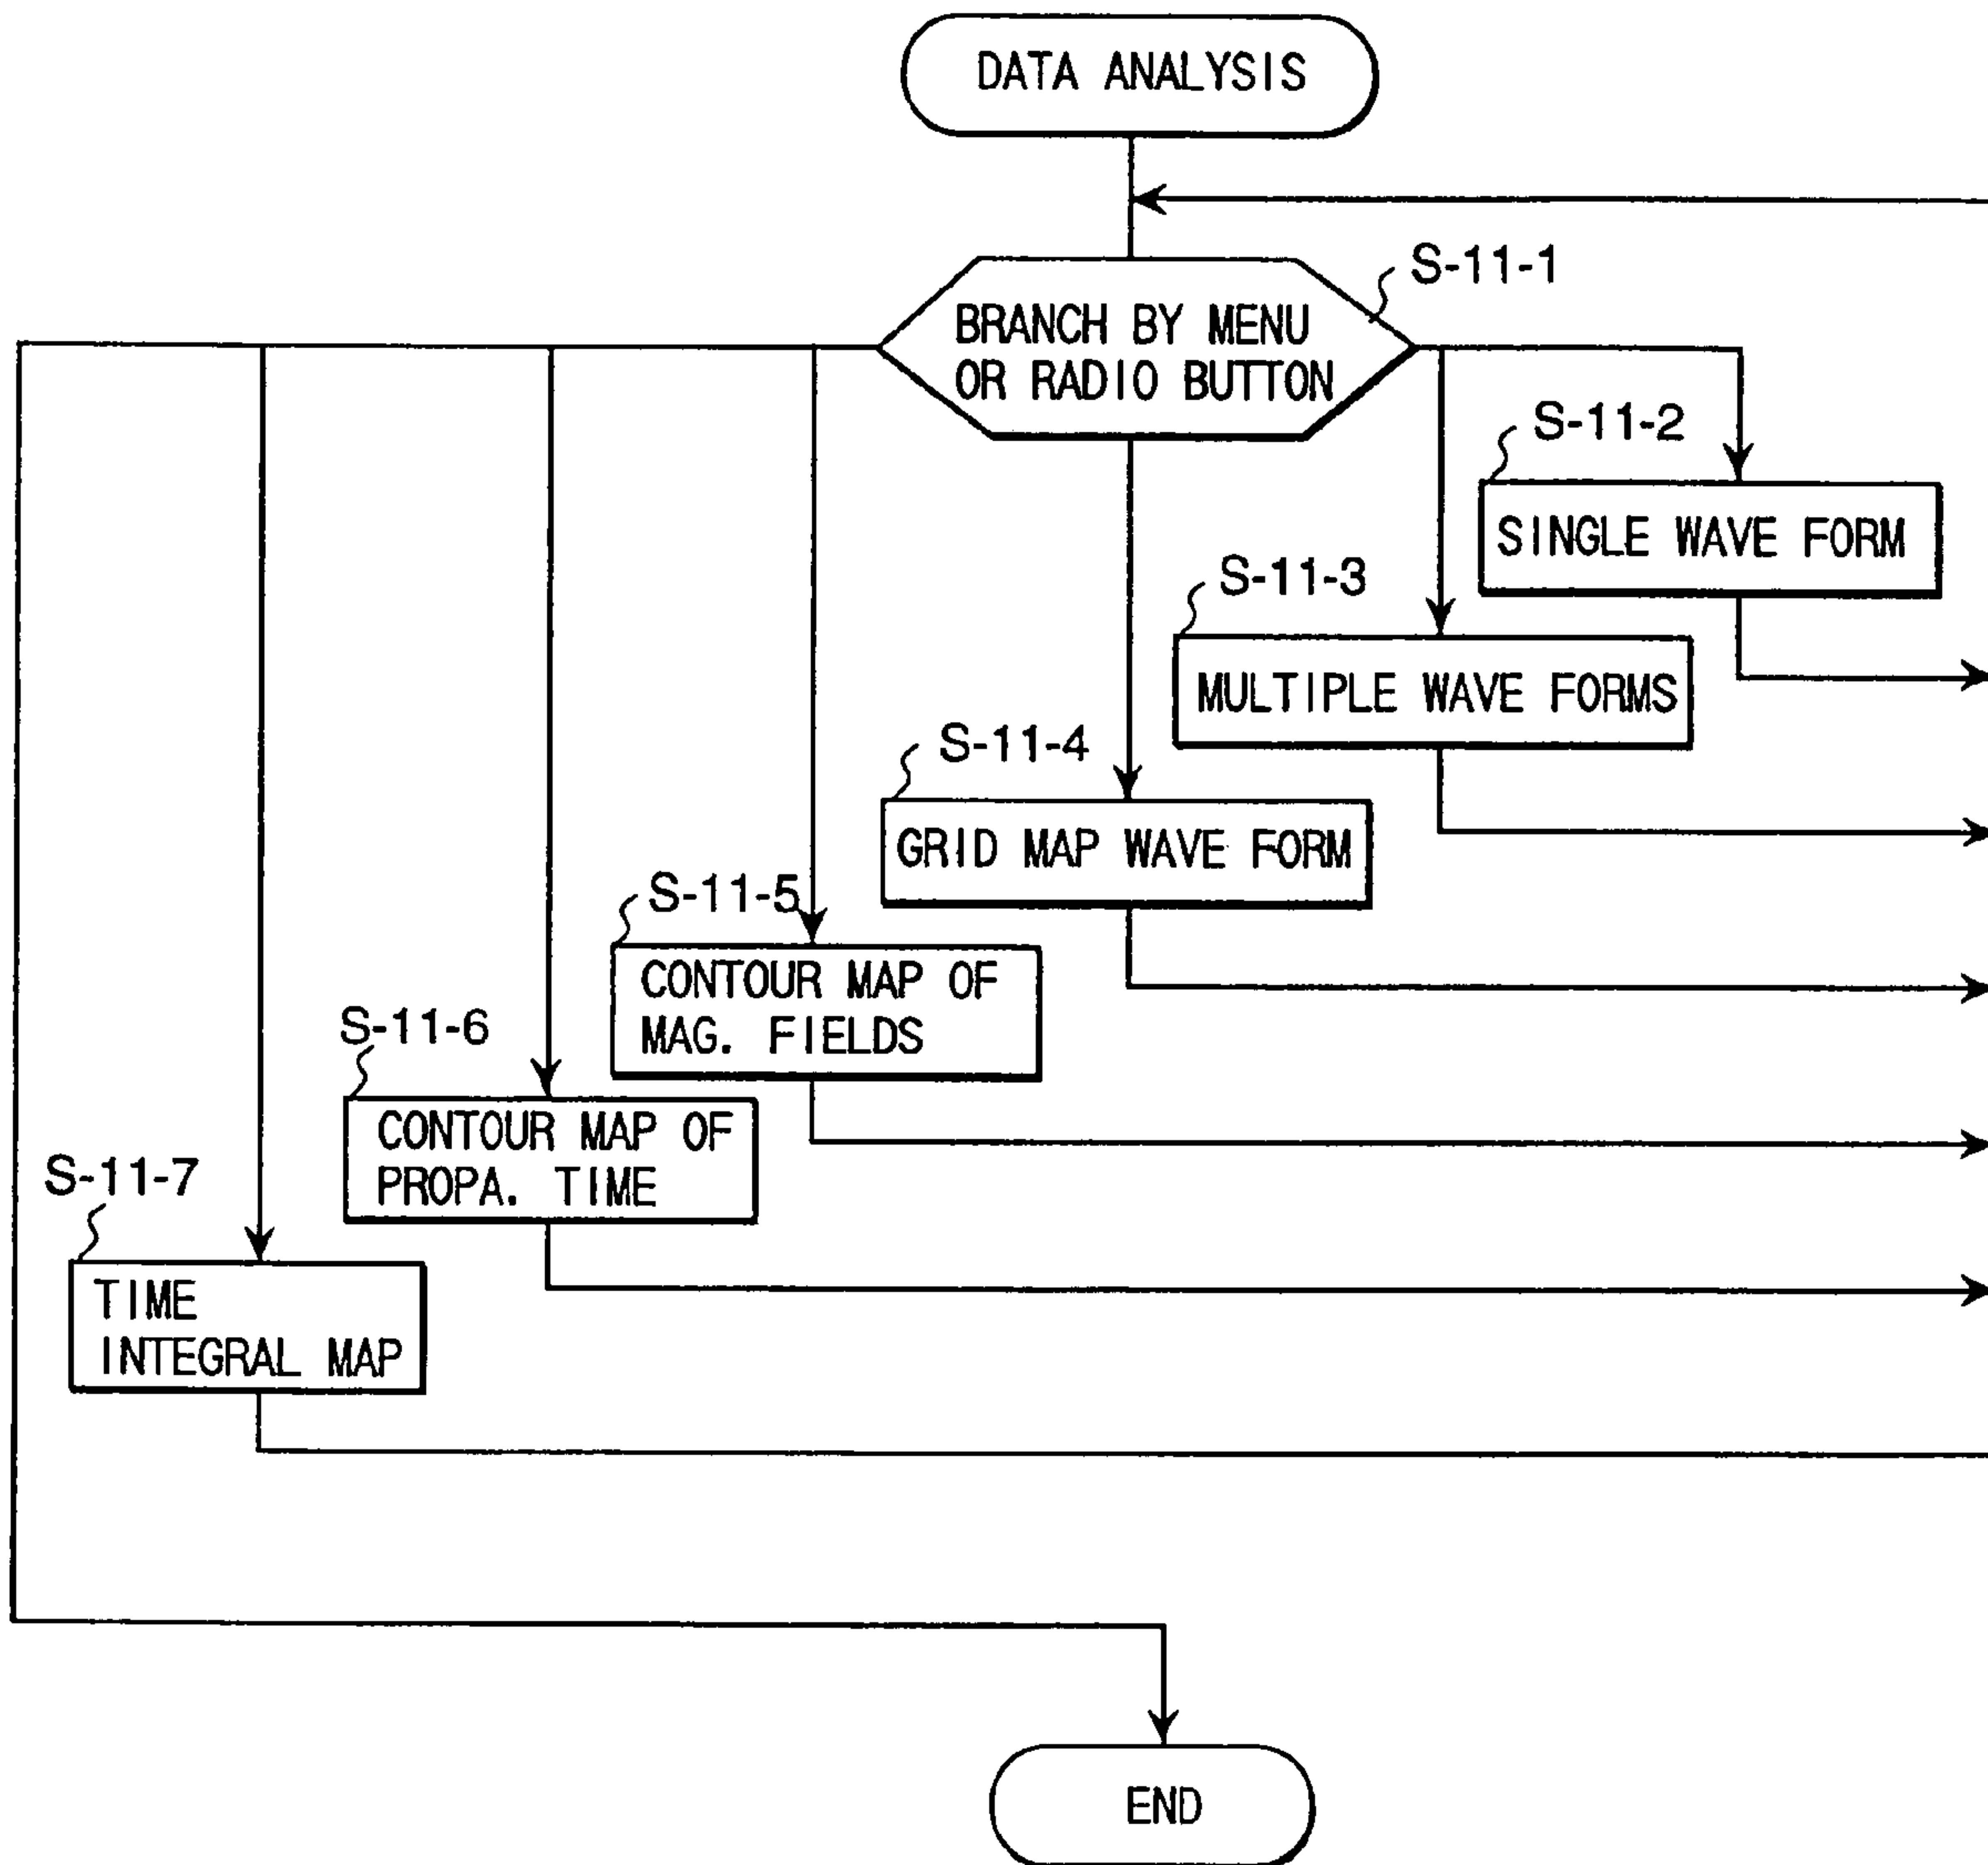 DATA ANALYSIS
S-11-1
BRANCH BY MENU
OR RADIO BUTTON
S-11-2
SINGLE WAVE FORM
S-11-3
MULTIPLE WAVE FORMS
S-11-4
GRID MAP WAVE FORM
S-11-5
CONTOUR MAP OF
MAG. FIELDS
S-11-6
CONTOUR MAP OF
PROPA. TIME
S-11-7
TIME
INTEGRAL MAP
END